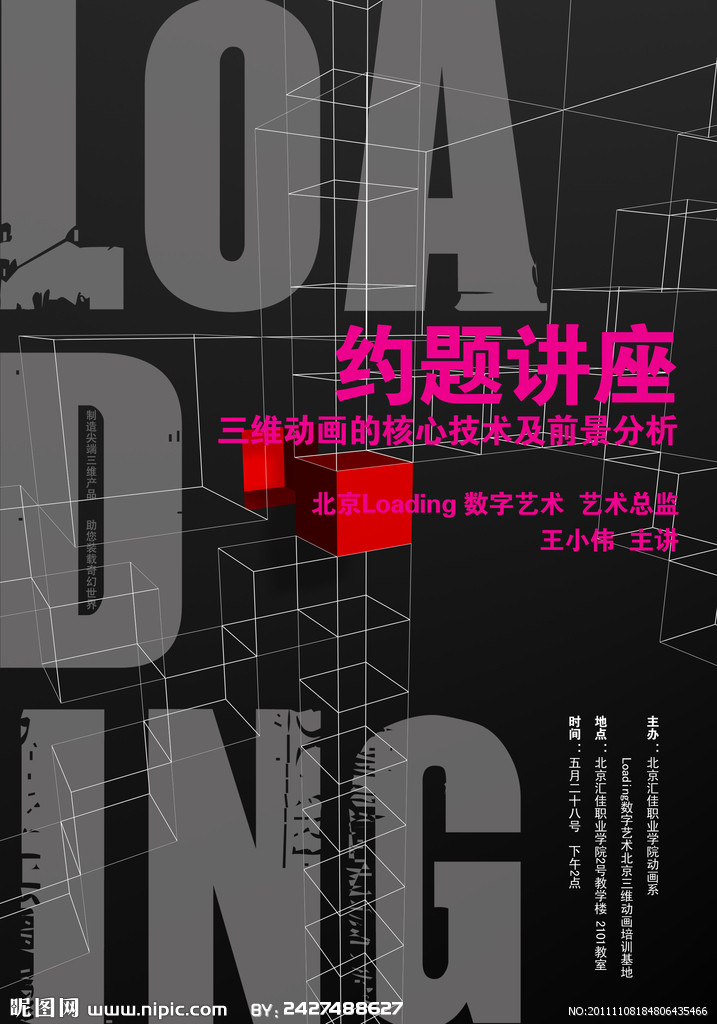 LOA
D
ING
约题讲座
三维动画的核心技术及前景分析
北京Loading 数字艺术 艺术总监
王小伟 主讲
制造尖端三维产品 助您装载奇幻世界
主办：北京汇佳职业学院动画系
Loading数字艺术北京三维动画培训基地
地点：北京汇佳职业学院2号教学楼 2101教室
时间：五月二十八号 下午2点
昵图网 www.nipic.com BY: 2427488627
NO:20111108184806435466